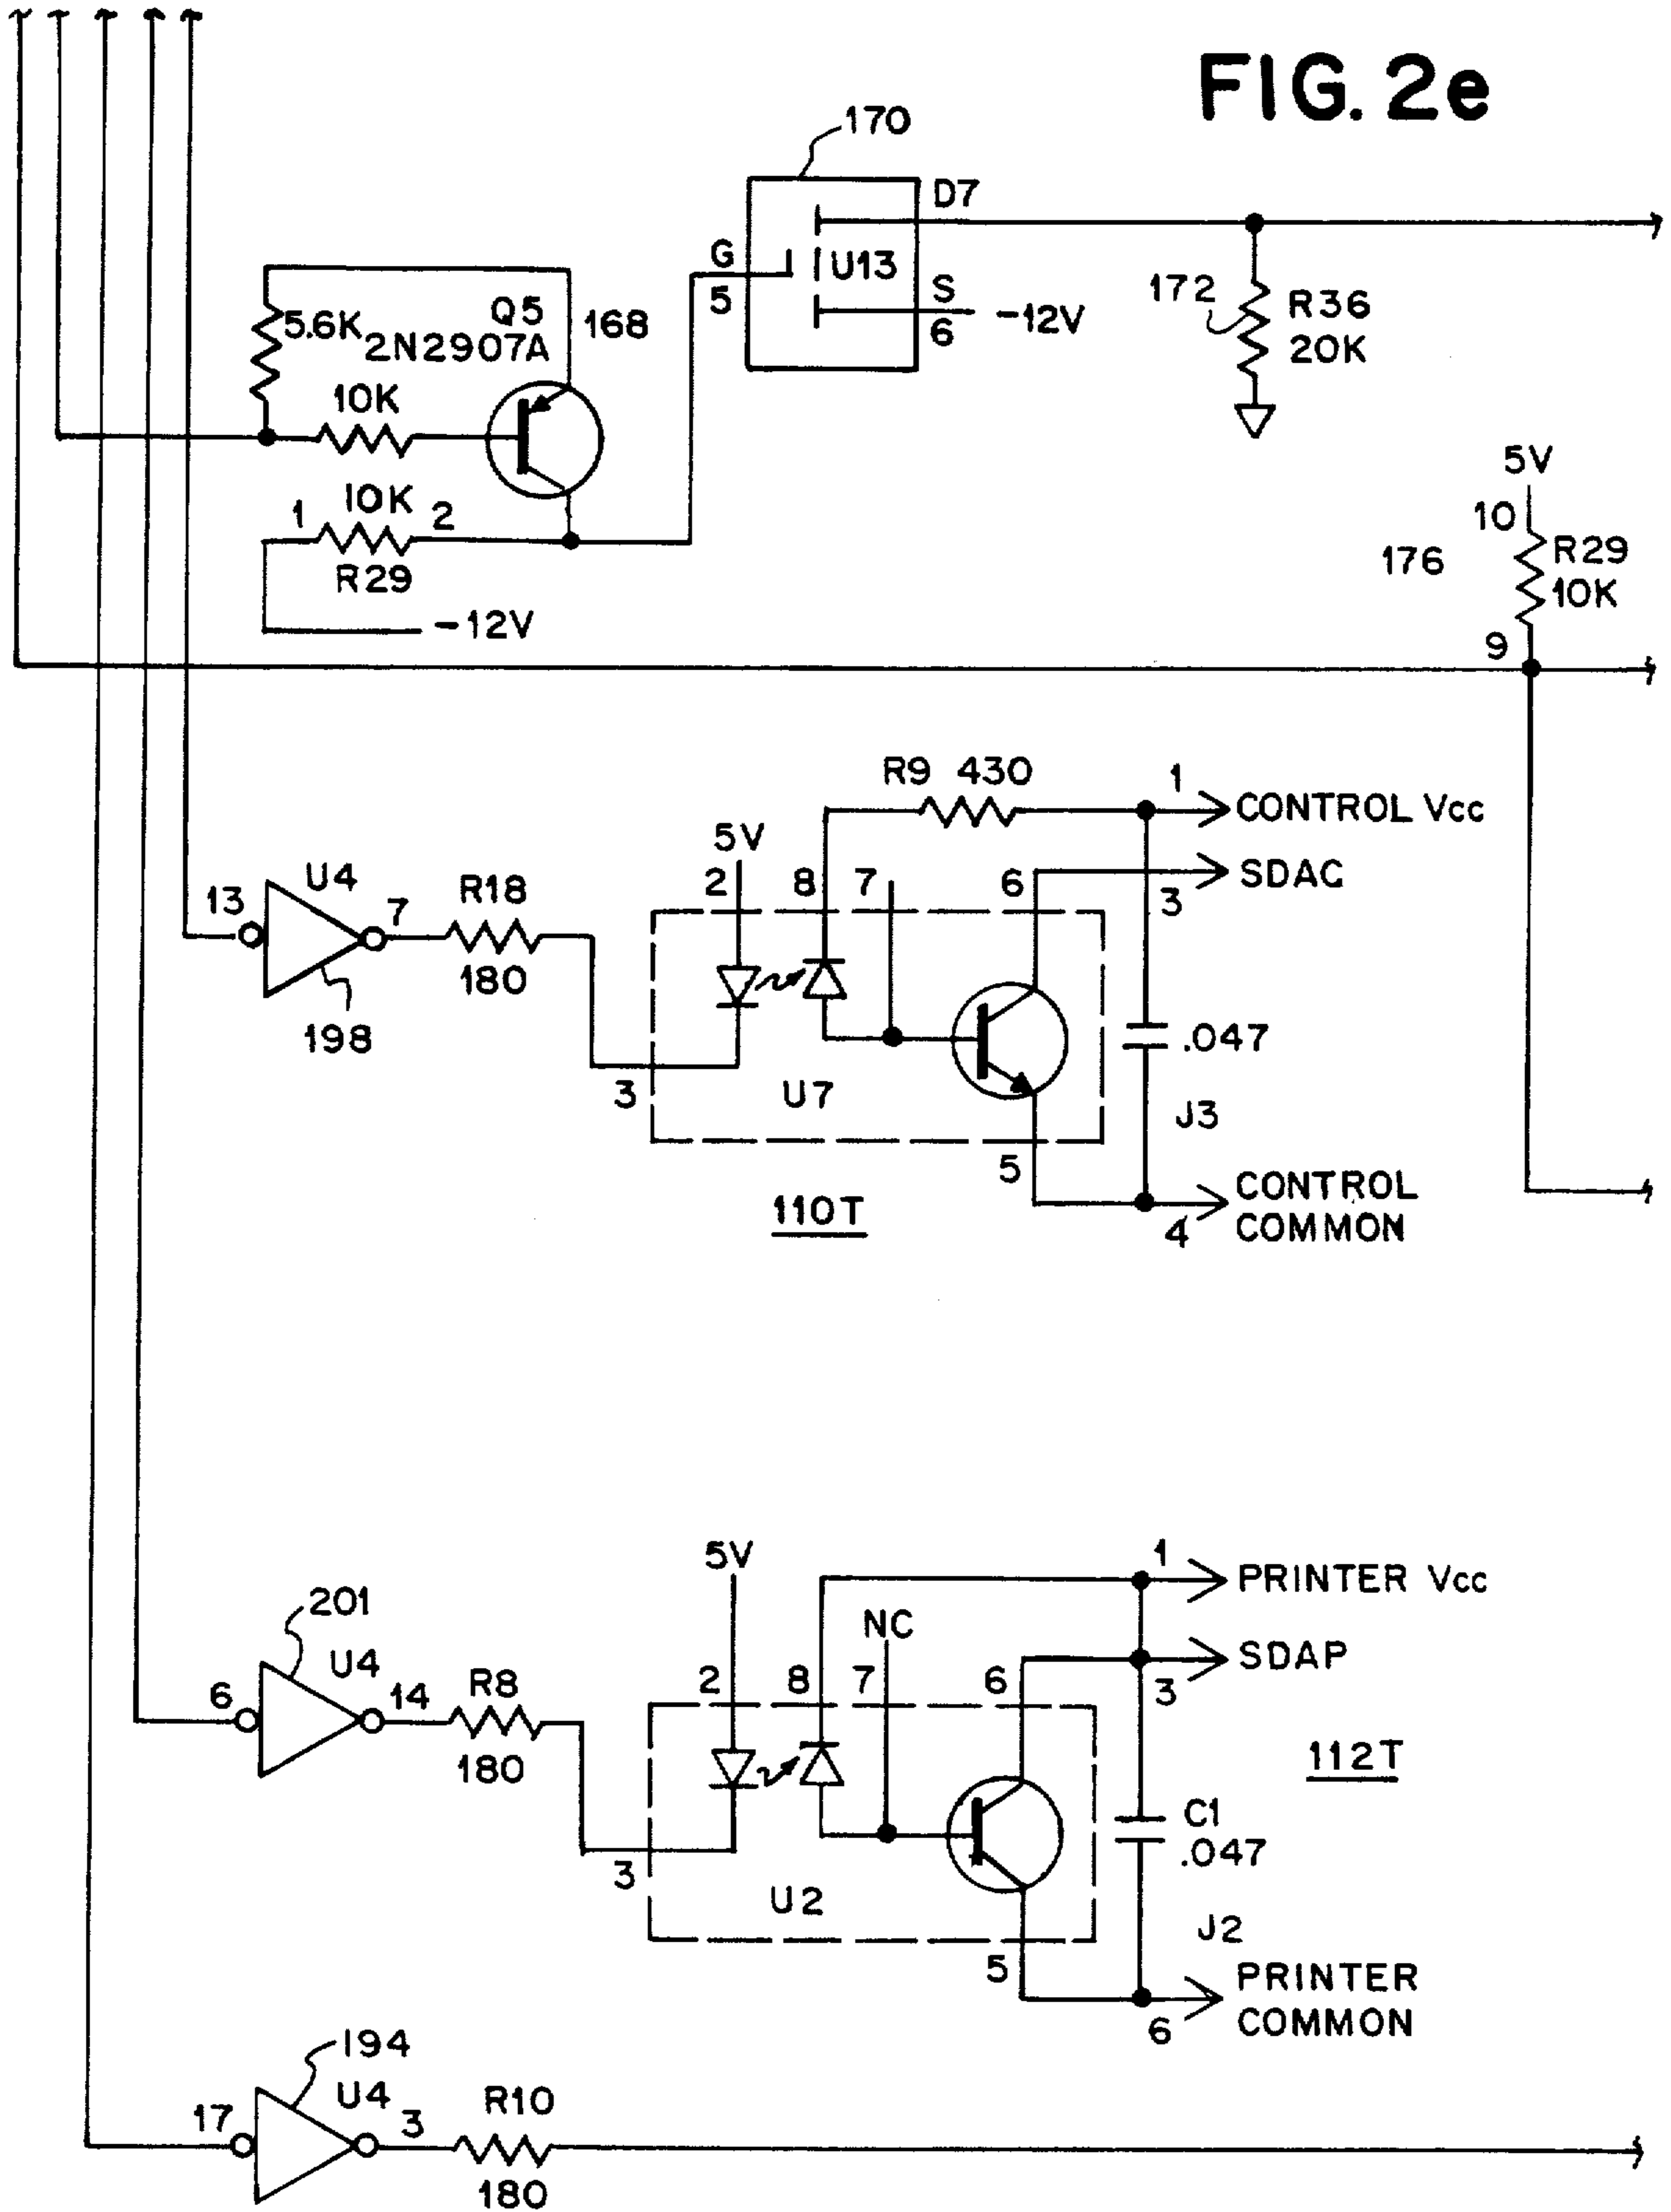 FIG. 2e
170
D7
G
U13
5
S
6
-12V
172
R36
20K
5.6K
Q5
168
2N2907A
10K
1
10K
2
R29
-12V
5V
10
176
R29
10K
9
R9 430
1
CONTROL Vcc
5V
2
8
7
6
SDAC
3
U4
13
7
R18
180
198
3
U7
.047
J3
5
110T
CONTROL
COMMON
4
5V
1
PRINTER Vcc
201
NC
SDAP
U4
6
14
R8
180
2
8
7
6
3
112T
3
U2
C1
.047
J2
5
PRINTER
COMMON
6
194
U4
17
3
R10
180